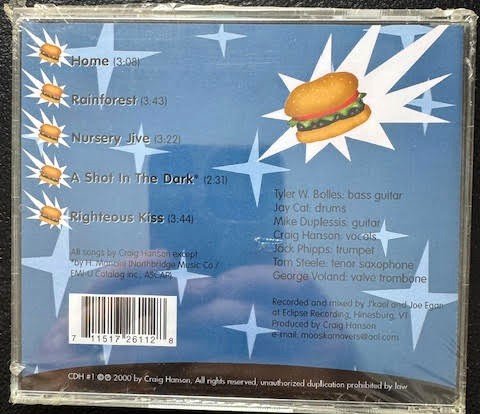 Home (3:08)
Rainforest (3:43)
Nursery Jive (3:22)
A Shot In The Dark* (2:31)
Righteous Kiss (3:44)
All songs by Craig Hanson except
*by H. Mancini (Northbridge Music Co /
EMI-U Catalog inc., ASCAP)
Tyler W. Bolles: bass guitar
Jay Cat: drums
Mike Duplessis: guitar
Craig Hanson: vocals
Jack Phipps: trumpet
Tom Steele: tenor saxophone
George Voland: valve trombone
Recorded and mixed by J'kael and Joe Egan
at Eclipse Recording, Hinesburg, VT
Produced by Craig Hanson
e-mail: mooskamovers@aol.com
7 11517 26112 8
CDH #1 ©℗ 2000 by Craig Hanson, All rights reserved, unauthorized duplication prohibited by law